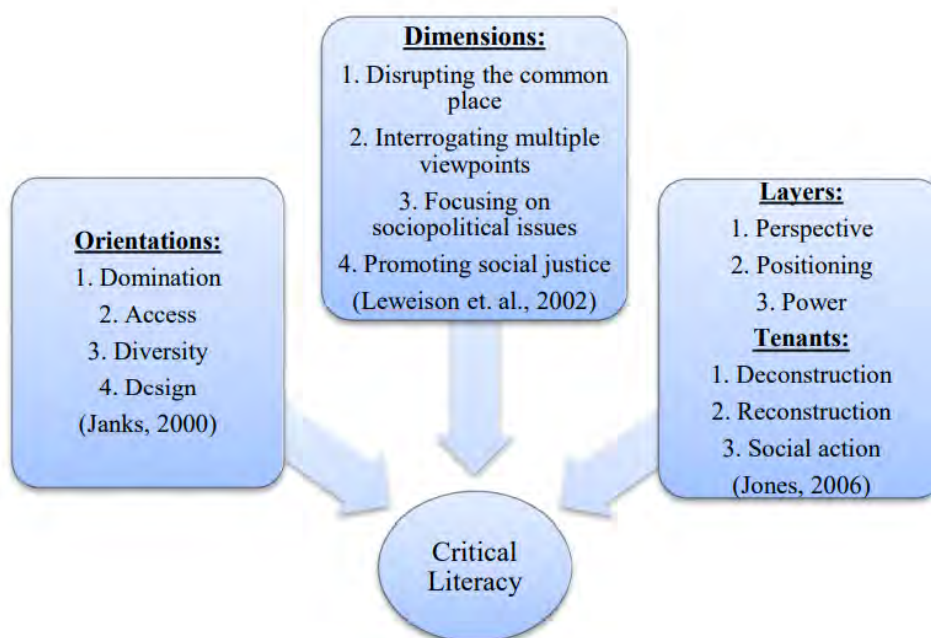 Dimensions:
1. Disrupting the common
place
2. Interrogating multiple
viewpoints
3. Focusing on
sociopolitical issues
4. Promoting social justice
(Leweison et. al., 2002)
Orientations:
1. Domination
2. Access
3. Diversity
4. Design
(Janks, 2000)
Layers:
1. Perspective
2. Positioning
3. Power
Tenants:
1. Deconstruction
2. Reconstruction
3. Social action
(Jones, 2006)
Critical
Literacy